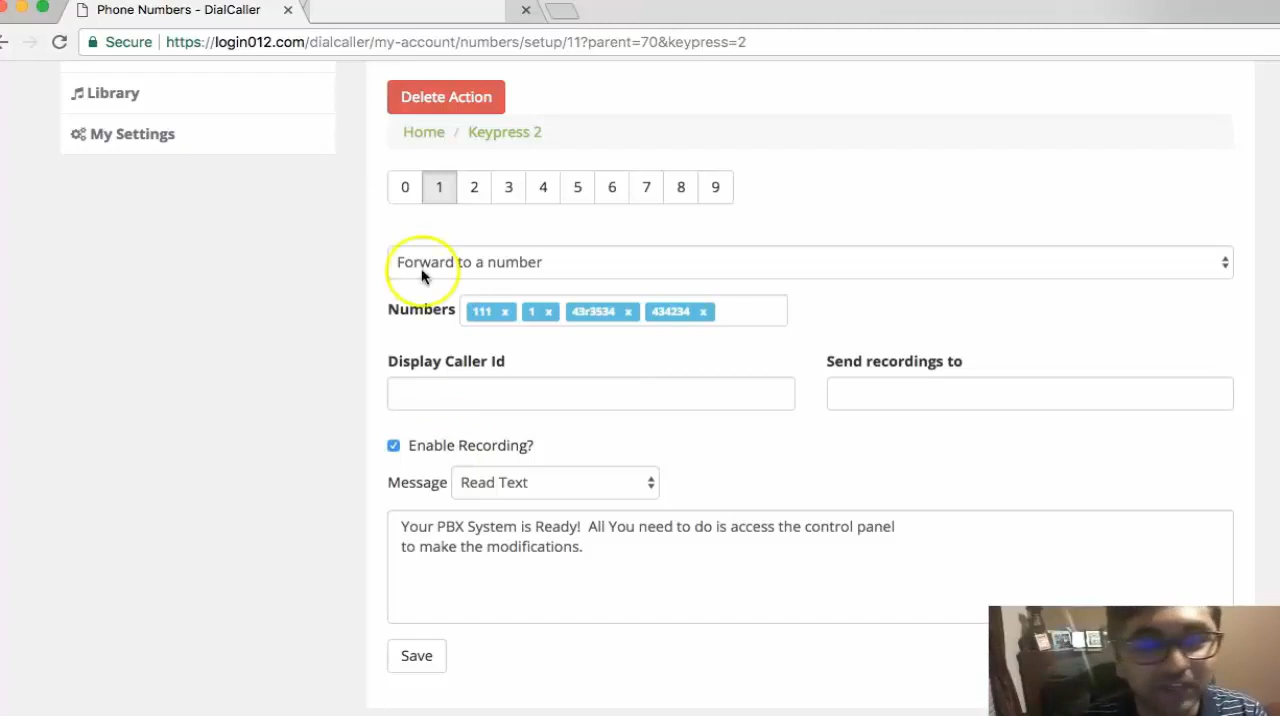 Phone Numbers - DialCaller
Secure https://login012.com/dialcaller/my-account/numbers/setup/11?parent=70&keypress=2
Library
My Settings
Delete Action
Home / Keypress 2
0 1 2 3 4 5 6 7 8 9
Forward to a number
Numbers 111 x 1 x 43r3534 x 434234 x
Display Caller Id
Send recordings to
Enable Recording?
Message Read Text
Your PBX System is Ready! All You need to do is access the control panel
to make the modifications.
Save